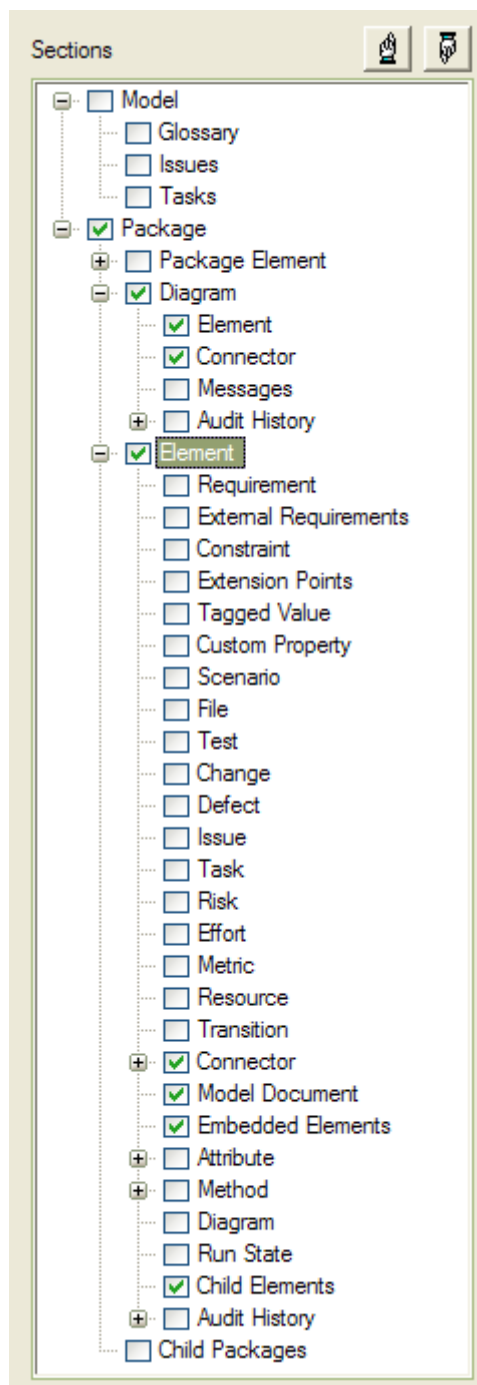 Sections
Model
Glossary
Issues
Tasks
Package
Package Element
Diagram
Element
Connector
Messages
Audit History
Element
Requirement
External Requirements
Constraint
Extension Points
Tagged Value
Custom Property
Scenario
File
Test
Change
Defect
Issue
Task
Risk
Effort
Metric
Resource
Transition
Connector
Model Document
Embedded Elements
Attribute
Method
Diagram
Run State
Child Elements
Audit History
Child Packages